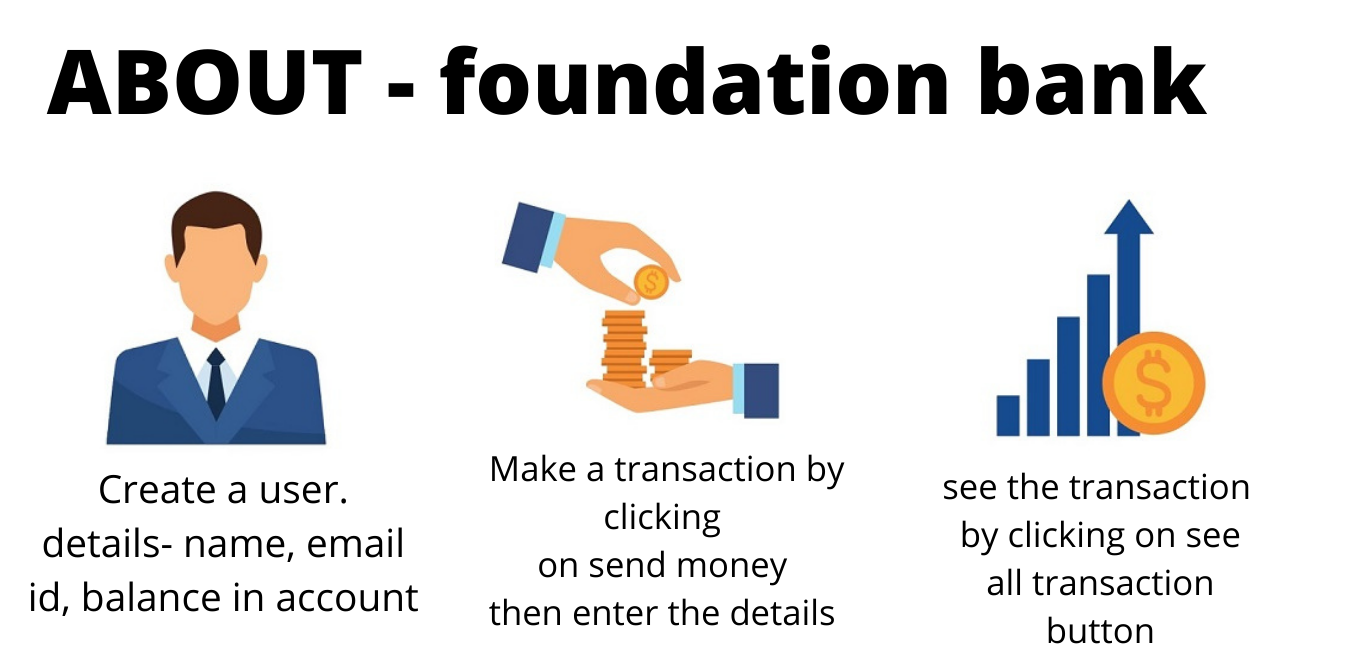 ABOUT - foundation bank
Create a user.
details- name, email
id, balance in account
Make a transaction by
clicking
on send money
then enter the details
see the transaction
by clicking on see
all transaction
button